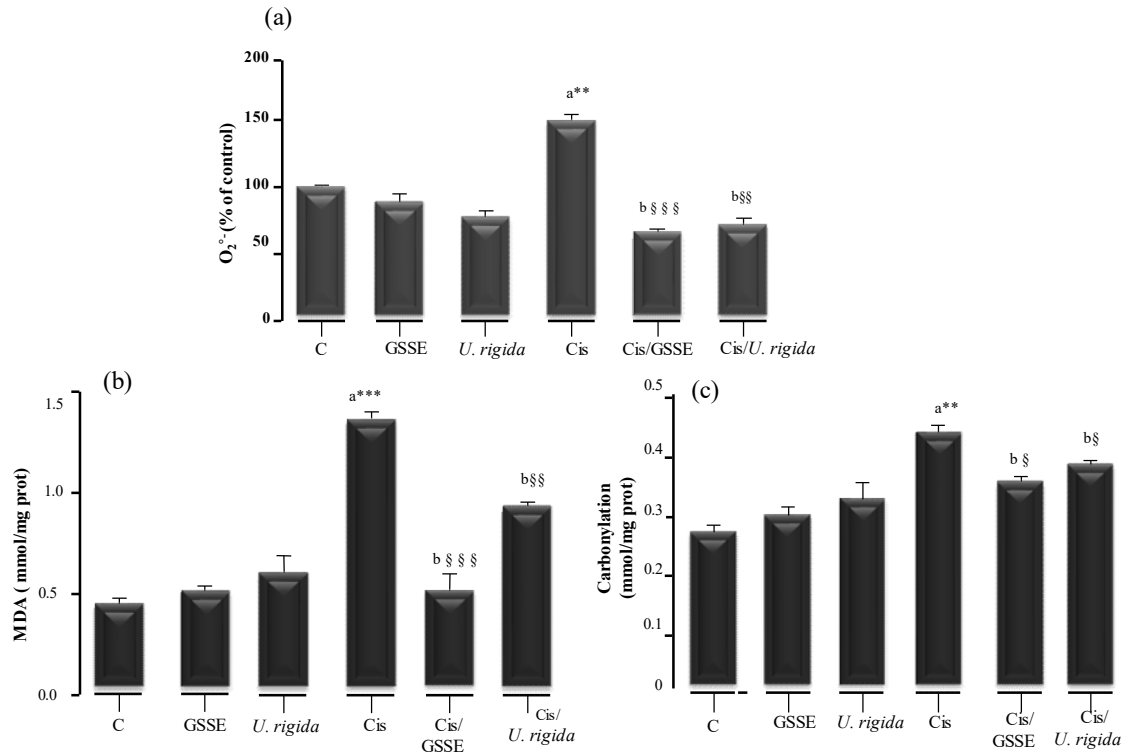 (a)
200
150
100
50
0
O₂°⁻(% of control)
a**
b § § §
b§§
C
GSSE
U. rigida
Cis
Cis/GSSE
Cis/U. rigida
(b)
1.5
1.0
0.5
0.0
MDA ( mmol/mg prot)
a***
b § § §
b§§
C
GSSE
U. rigida
Cis
Cis/
GSSE
Cis/
U. rigida
(c)
0.5
0.4
0.3
0.2
0.1
0
Carbonylation
(mmol/mg prot)
a**
b §
b§
C
GSSE
U. rigida
Cis
Cis/
GSSE
Cis/
U. rigida